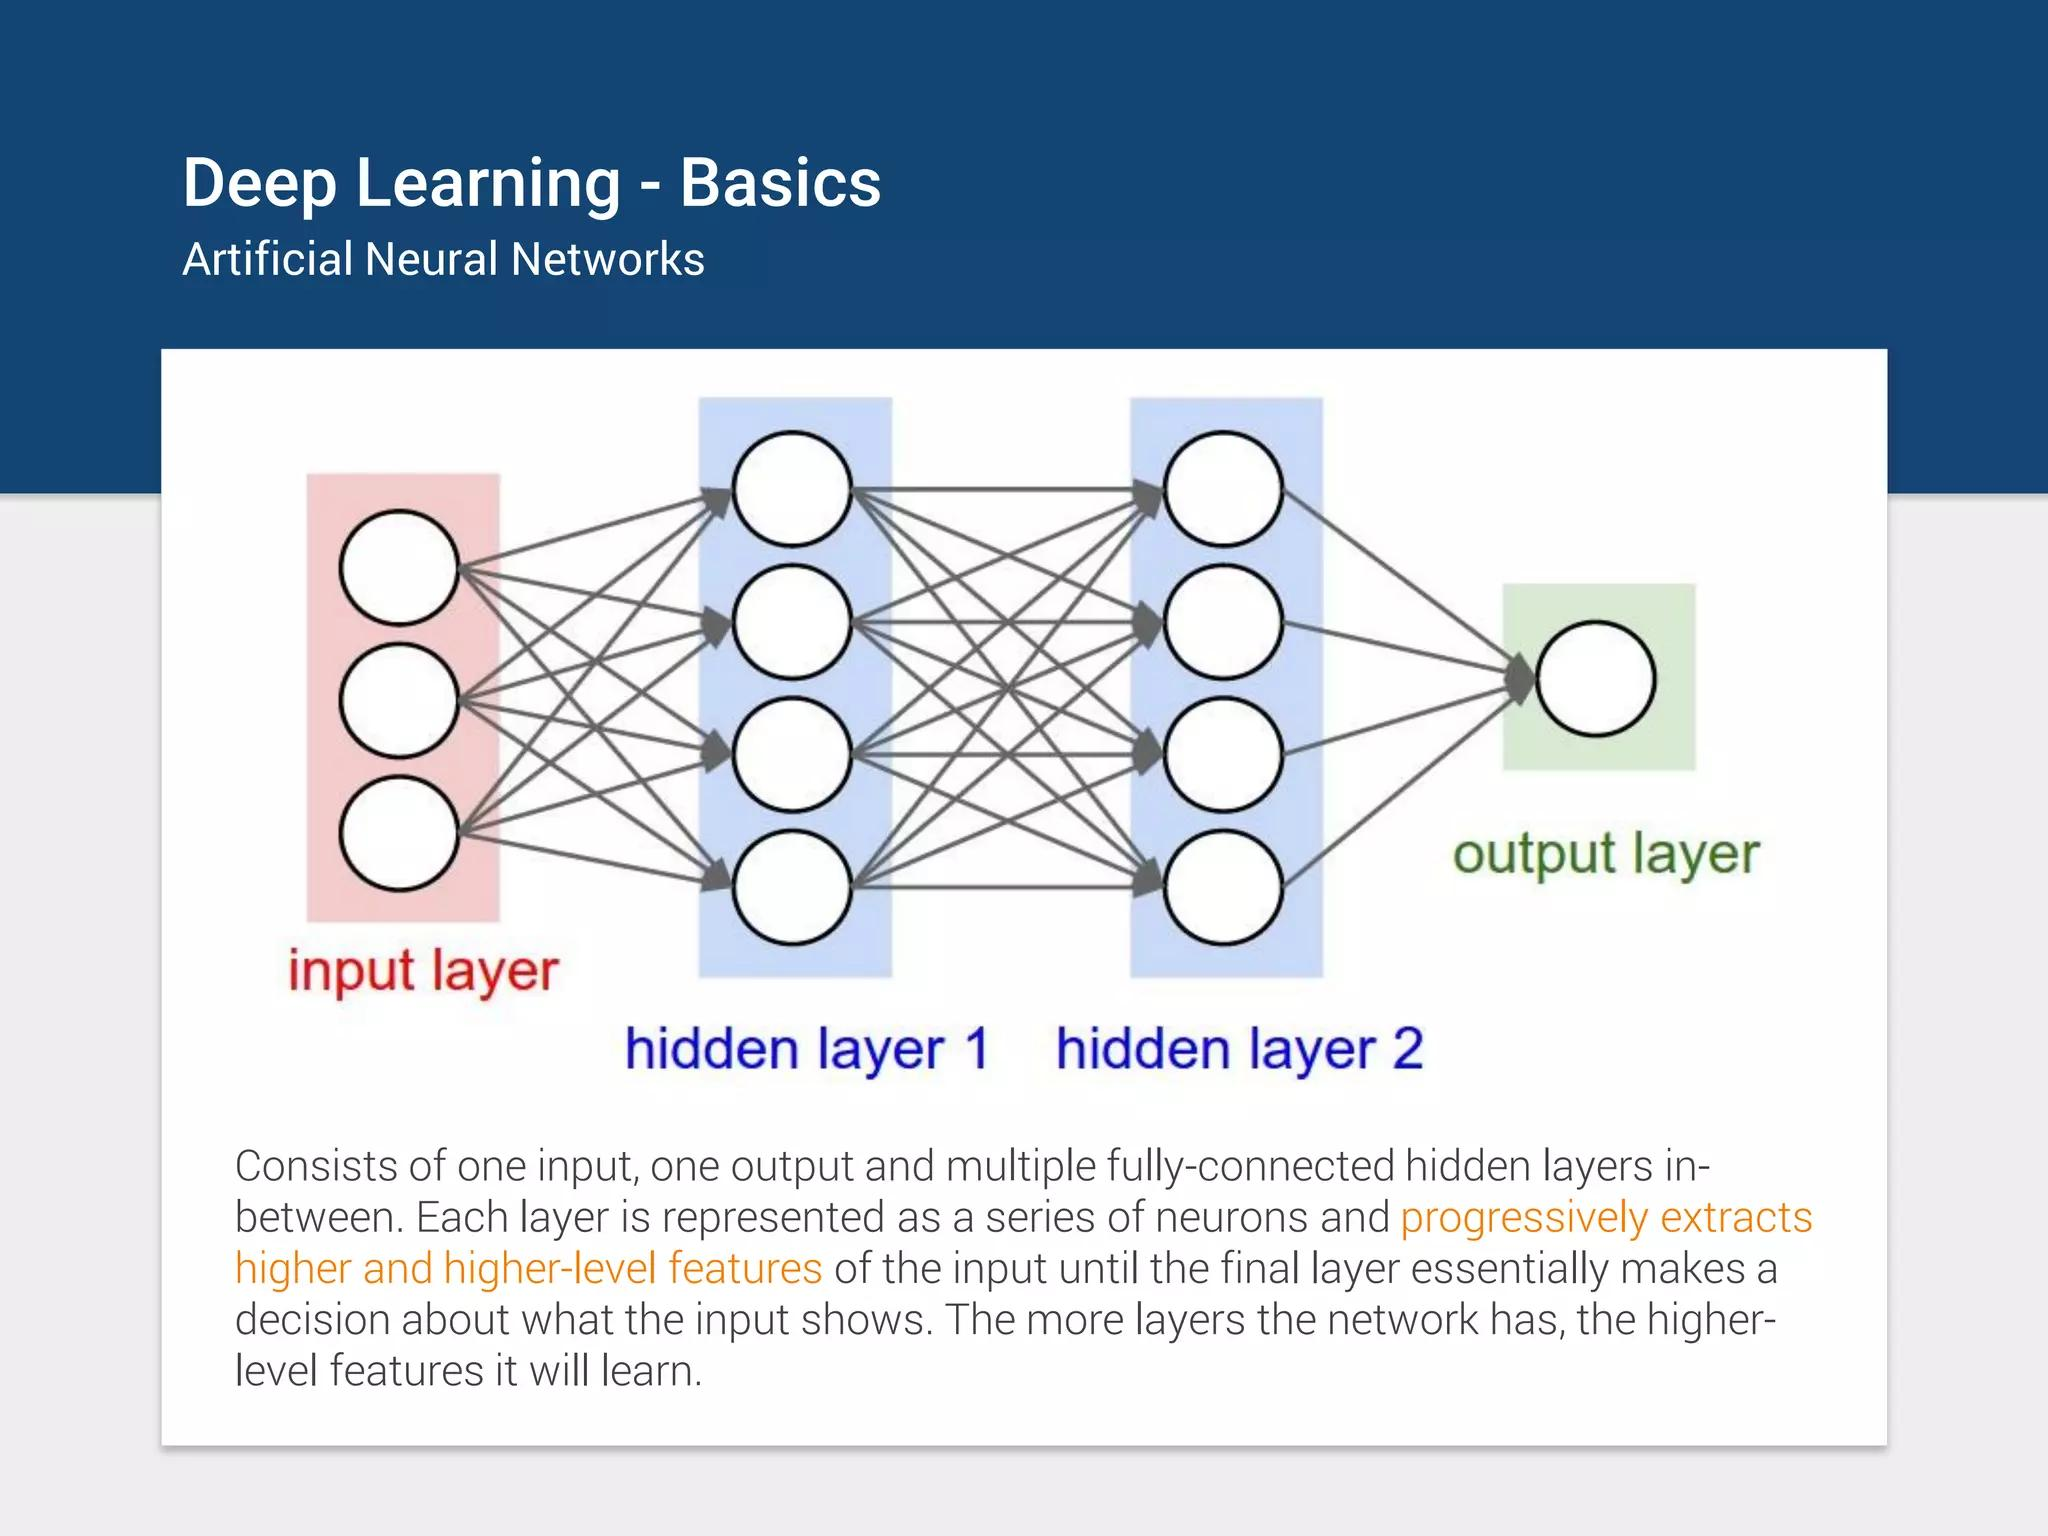 Deep Learning - Basics
Artificial Neural Networks
input layer
hidden layer 1
hidden layer 2
output layer
Consists of one input, one output and multiple fully-connected hidden layers in-
between. Each layer is represented as a series of neurons and progressively extracts
higher and higher-level features of the input until the final layer essentially makes a
decision about what the input shows. The more layers the network has, the higher-
level features it will learn.